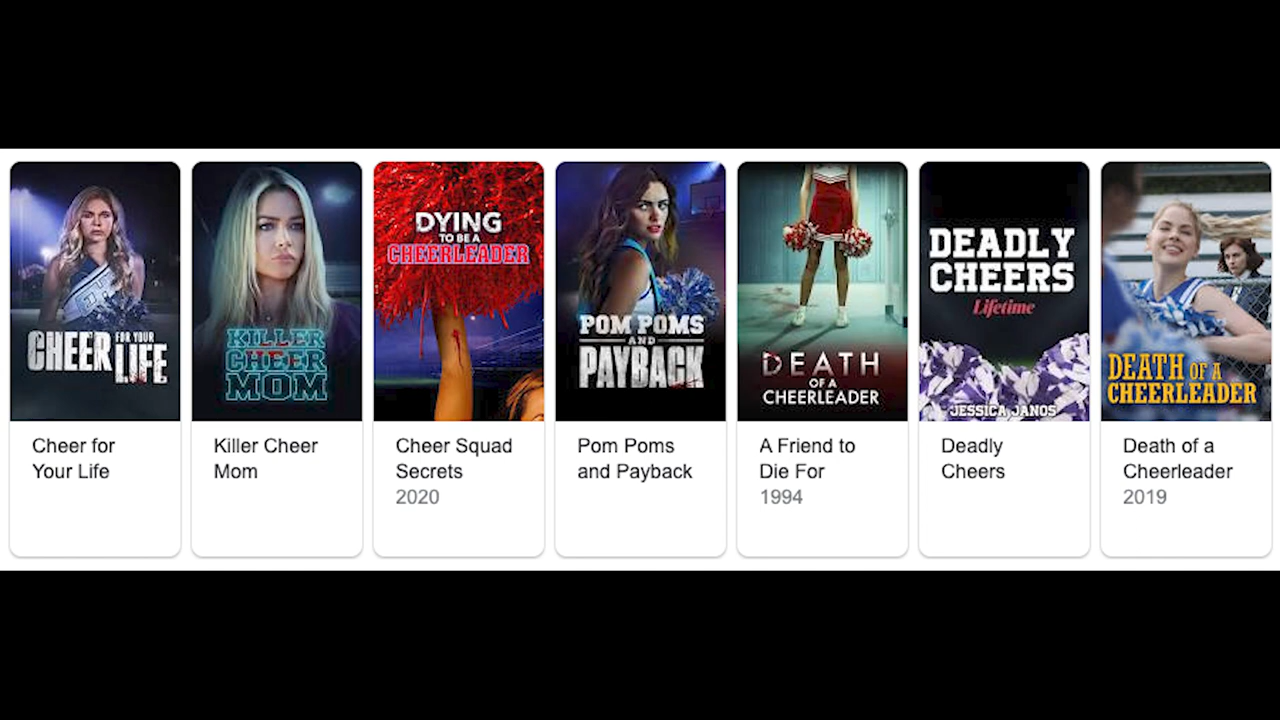 CHEER FOR YOUR LIFE
KILLER
CHEER
MOM
DYING
TO BE A
CHEERLEADER
POM POMS
AND
PAYBACK
DEATH
OF A
CHEERLEADER
DEADLY
CHEERS
Lifetime
JESSICA JANOS
DEATH OF A
CHEERLEADER
Cheer for
Your Life
Killer Cheer
Mom
Cheer Squad
Secrets
2020
Pom Poms
and Payback
A Friend to
Die For
1994
Deadly
Cheers
Death of a
Cheerleader
2019